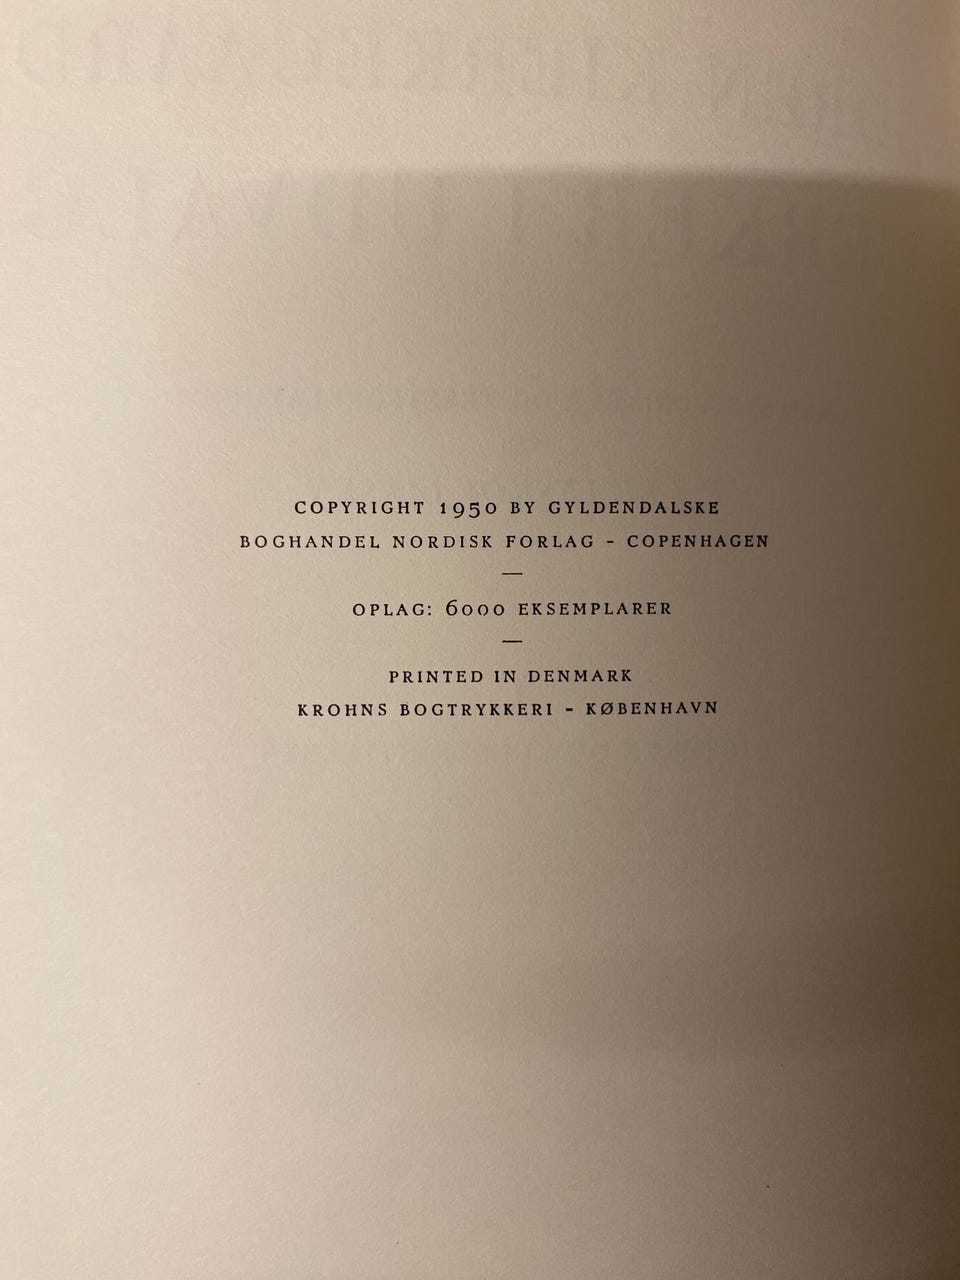 COPYRIGHT 1950 BY GYLDENDALSKE
BOGHANDEL NORDISK FORLAG - COPENHAGEN
—
OPLAG: 6000 EKSEMPLARER
—
PRINTED IN DENMARK
KROHNS BOGTRYKKERI - KØBENHAVN